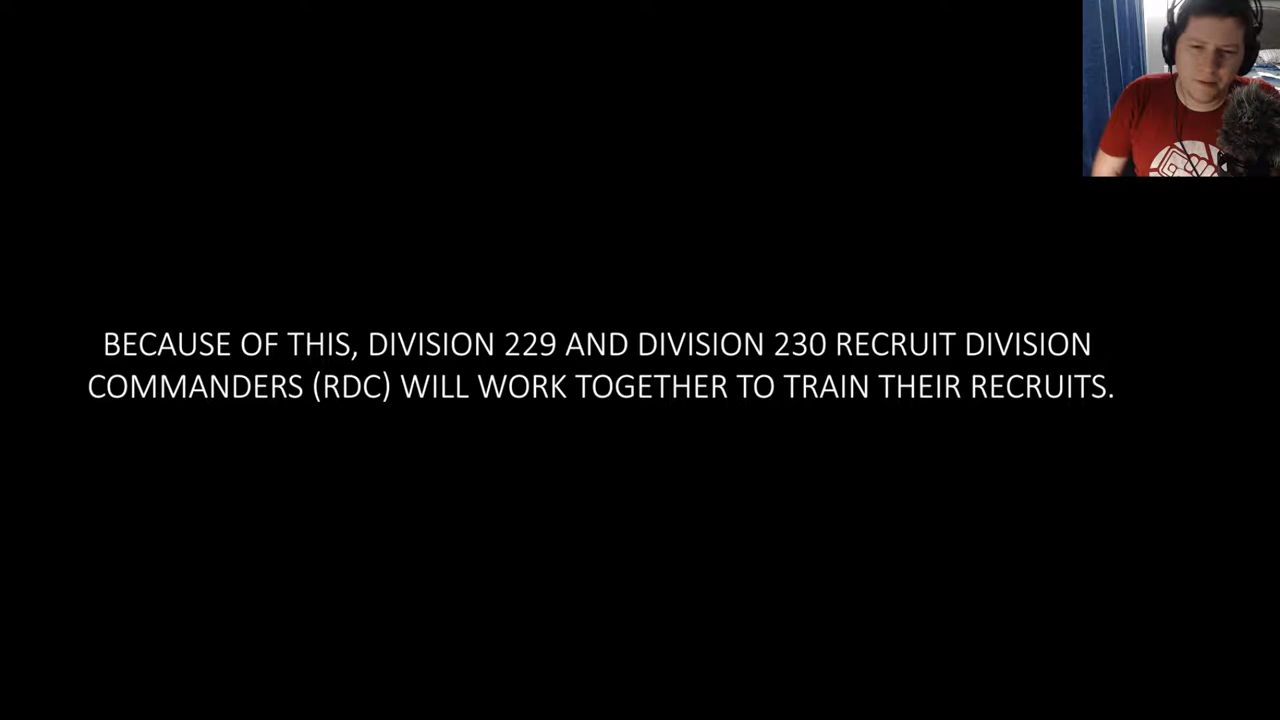 BECAUSE OF THIS, DIVISION 229 AND DIVISION 230 RECRUIT DIVISION
COMMANDERS (RDC) WILL WORK TOGETHER TO TRAIN THEIR RECRUITS.